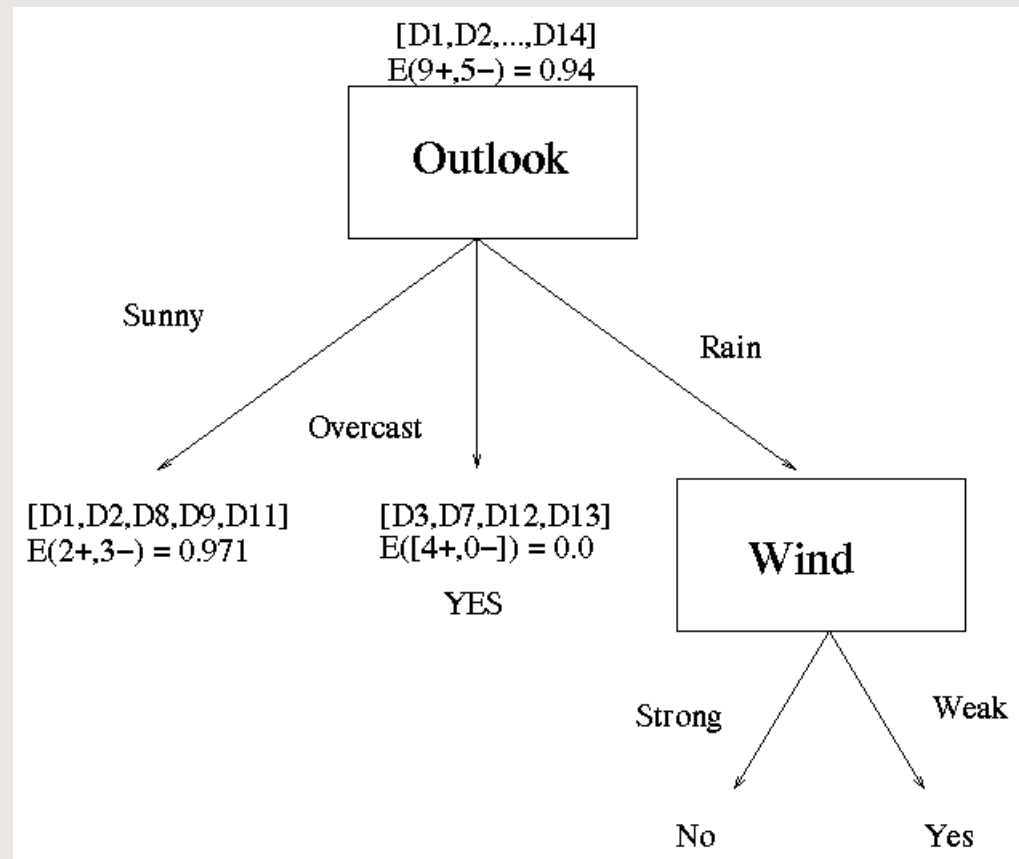 [D1,D2,...,D14]
E(9+,5−) = 0.94
Outlook
Sunny
Rain
Overcast
[D1,D2,D8,D9,D11]
E(2+,3−) = 0.971
[D3,D7,D12,D13]
E([4+,0−]) = 0.0
YES
Wind
Strong
Weak
No
Yes